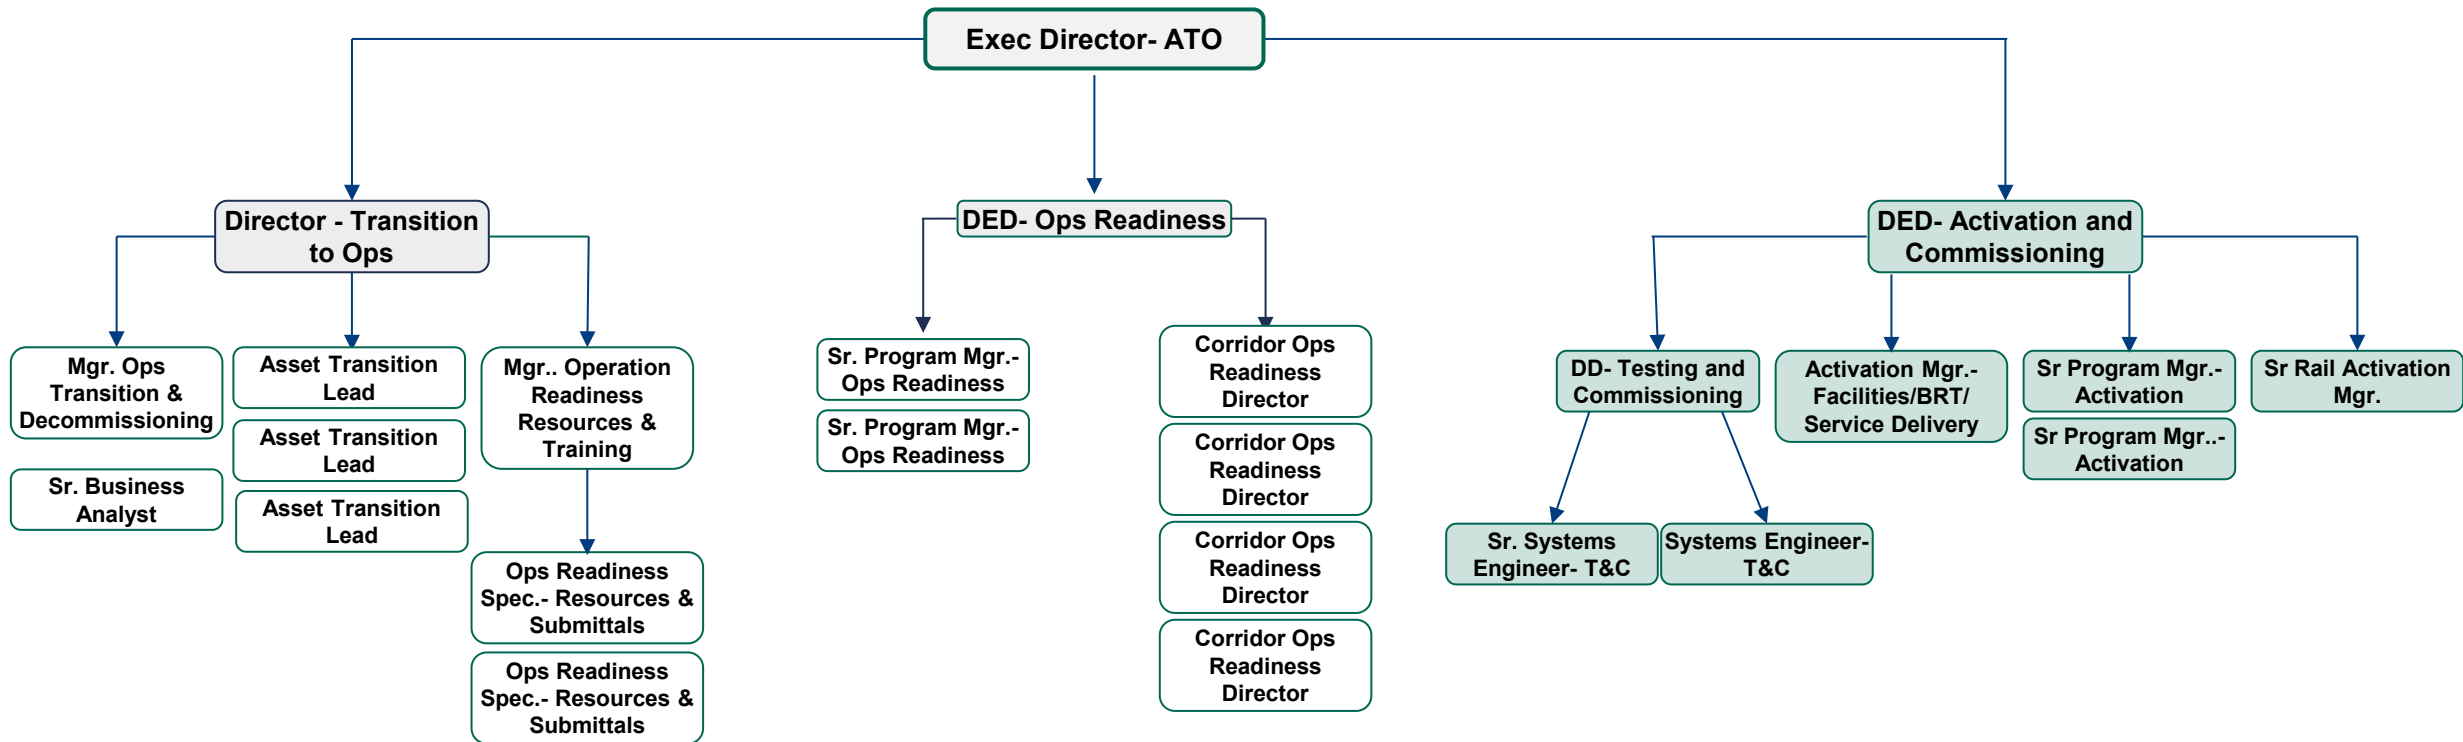 Exec Director- ATO
Director - Transition
to Ops
DED- Ops Readiness
DED- Activation and
Commissioning
Mgr. Ops
Transition &
Decommissioning
Sr. Business
Analyst
Asset Transition
Lead
Asset Transition
Lead
Asset Transition
Lead
Mgr.. Operation
Readiness
Resources &
Training
Ops Readiness
Spec.- Resources &
Submittals
Ops Readiness
Spec.- Resources &
Submittals
Sr. Program Mgr.-
Ops Readiness
Sr. Program Mgr.-
Ops Readiness
Corridor Ops
Readiness
Director
Corridor Ops
Readiness
Director
Corridor Ops
Readiness
Director
Corridor Ops
Readiness
Director
DD- Testing and
Commissioning
Sr. Systems
Engineer- T&C
Systems Engineer-
T&C
Activation Mgr.-
Facilities/BRT/
Service Delivery
Sr Program Mgr.-
Activation
Sr Program Mgr..-
Activation
Sr Rail Activation
Mgr.